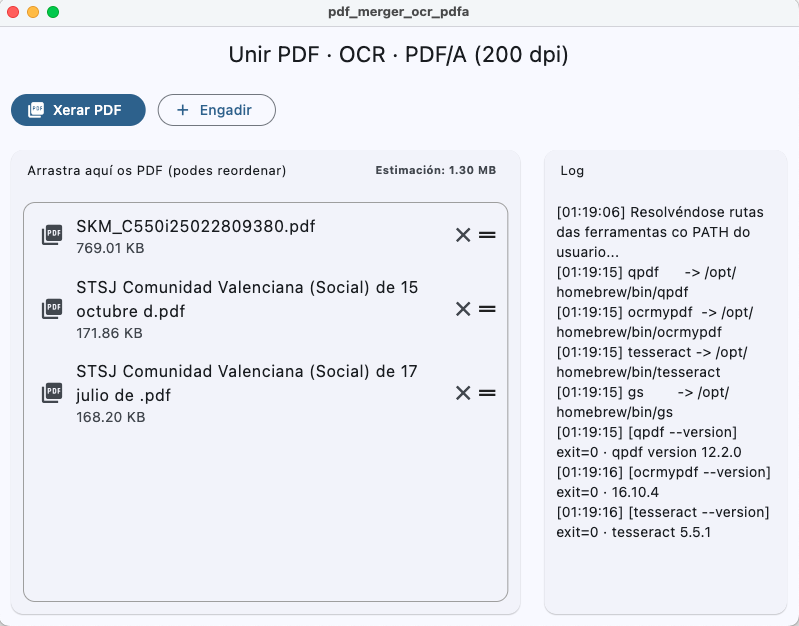 pdf_merger_ocr_pdfa
Unir PDF · OCR · PDF/A (200 dpi)
PDF Xerar PDF
+ Engadir
Arrastra aquí os PDF (podes reordenar)
Estimación: 1.30 MB
PDF
SKM_C550i25022809380.pdf
769.01 KB
PDF
STSJ Comunidad Valenciana (Social) de 15
octubre d.pdf
171.86 KB
PDF
STSJ Comunidad Valenciana (Social) de 17
julio de .pdf
168.20 KB
Log
[01:19:06] Resolvéndose rutas
das ferramentas co PATH do
usuario...
[01:19:15] qpdf -> /opt/
homebrew/bin/qpdf
[01:19:15] ocrmypdf -> /opt/
homebrew/bin/ocrmypdf
[01:19:15] tesseract -> /opt/
homebrew/bin/tesseract
[01:19:15] gs -> /opt/
homebrew/bin/gs
[01:19:15] [qpdf --version]
exit=0 · qpdf version 12.2.0
[01:19:16] [ocrmypdf --version]
exit=0 · 16.10.4
[01:19:16] [tesseract --version]
exit=0 · tesseract 5.5.1